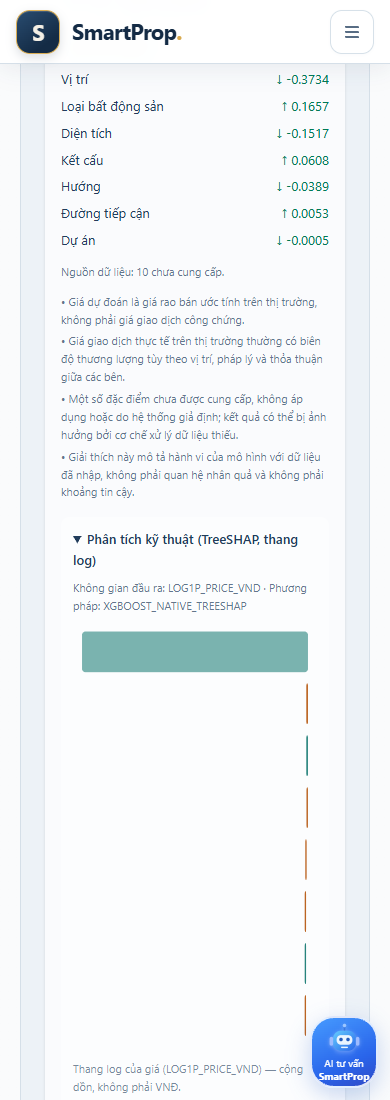 S SmartProp.
Vị trí ↓ -0.3734
Loại bất động sản ↑ 0.1657
Diện tích ↓ -0.1517
Kết cấu ↑ 0.0608
Hướng ↓ -0.0389
Đường tiếp cận ↑ 0.0053
Dự án ↓ -0.0005
Nguồn dữ liệu: 10 chưa cung cấp.
• Giá dự đoán là giá rao bán ước tính trên thị trường,
không phải giá giao dịch công chứng.
• Giá giao dịch thực tế trên thị trường thường có biên
độ thương lượng tùy theo vị trí, pháp lý và thỏa thuận
giữa các bên.
• Một số đặc điểm chưa được cung cấp, không áp
dụng hoặc do hệ thống giả định; kết quả có thể bị ảnh
hưởng bởi cơ chế xử lý dữ liệu thiếu.
• Giải thích này mô tả hành vi của mô hình với dữ liệu
đã nhập, không phải quan hệ nhân quả và không phải
khoảng tin cậy.
▼ Phân tích kỹ thuật (TreeSHAP, thang
log)
Không gian đầu ra: LOG1P_PRICE_VND · Phương
pháp: XGBOOST_NATIVE_TREESHAP
Thang log của giá (LOG1P_PRICE_VND) — cộng
dồn, không phải VNĐ.
AI tư vấn
SmartProp